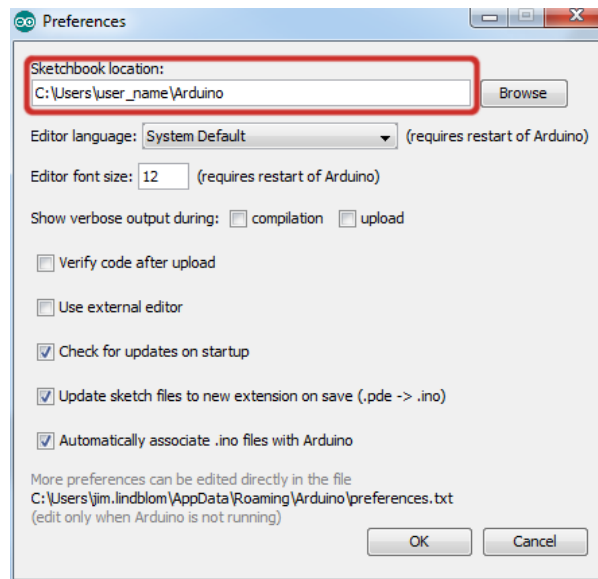 Preferences
Sketchbook location:
C:\Users\user_name\Arduino
Browse
Editor language: System Default (requires restart of Arduino)
Editor font size: 12 (requires restart of Arduino)
Show verbose output during: compilation upload
Verify code after upload
Use external editor
Check for updates on startup
Update sketch files to new extension on save (.pde -> .ino)
Automatically associate .ino files with Arduino
More preferences can be edited directly in the file
C:\Users\jim.lindblom\AppData\Roaming\Arduino\preferences.txt
(edit only when Arduino is not running)
OK Cancel